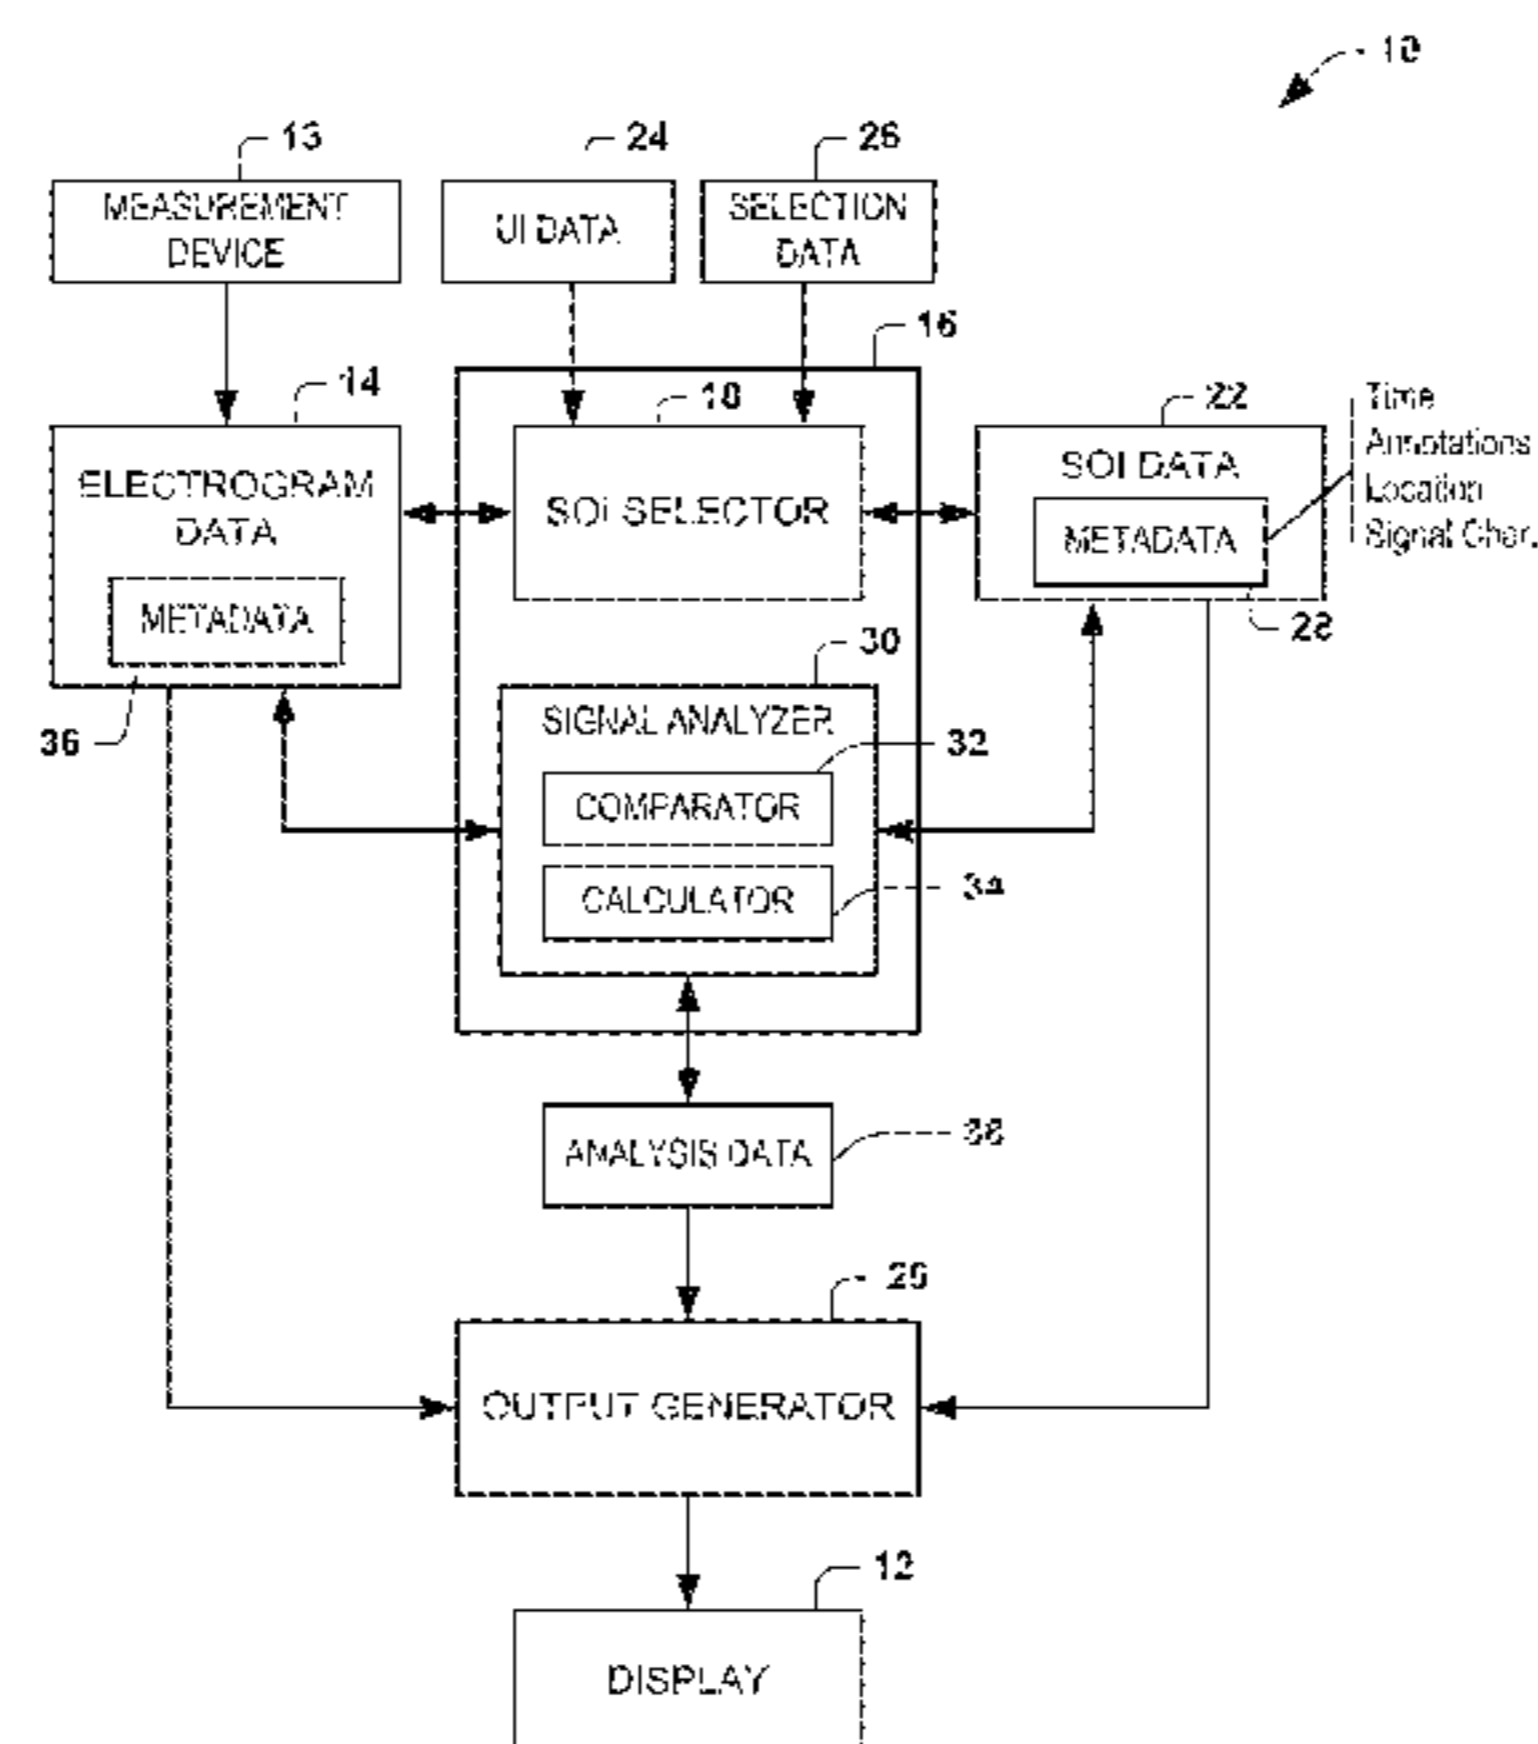 10
13
24
26
MEASUREMENT
DEVICE
UI DATA
SELECTION
DATA
16
14
18
22
Time
Annotations
Location
Signal Char.
ELECTROGRAM
DATA
METADATA
SOI SELECTOR
SOI DATA
METADATA
28
36
30
SIGNAL ANALYZER
32
COMPARATOR
34
CALCULATOR
ANALYSIS DATA
38
OUTPUT GENERATOR
12
DISPLAY